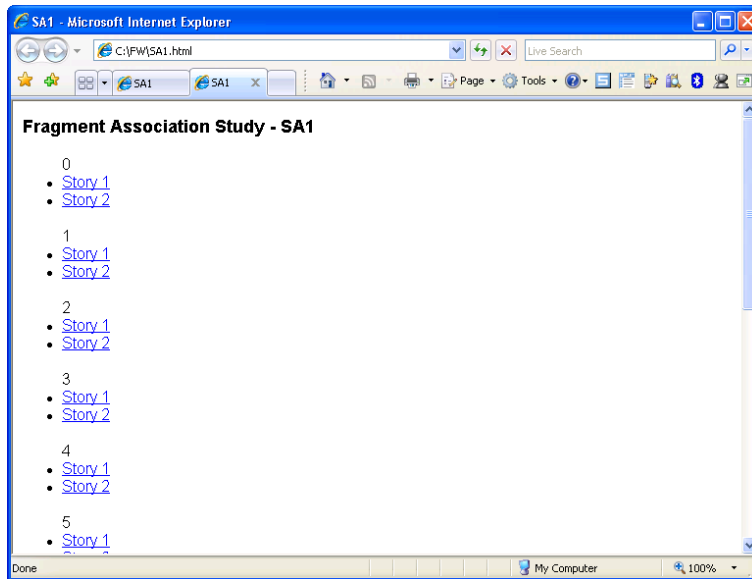 SA1 - Microsoft Internet Explorer
C:\FW\SA1.html
Live Search
SA1
SA1
Page
Tools
Fragment Association Study - SA1
0
Story 1
Story 2
1
Story 1
Story 2
2
Story 1
Story 2
3
Story 1
Story 2
4
Story 1
Story 2
5
Story 1
Done
My Computer
100%